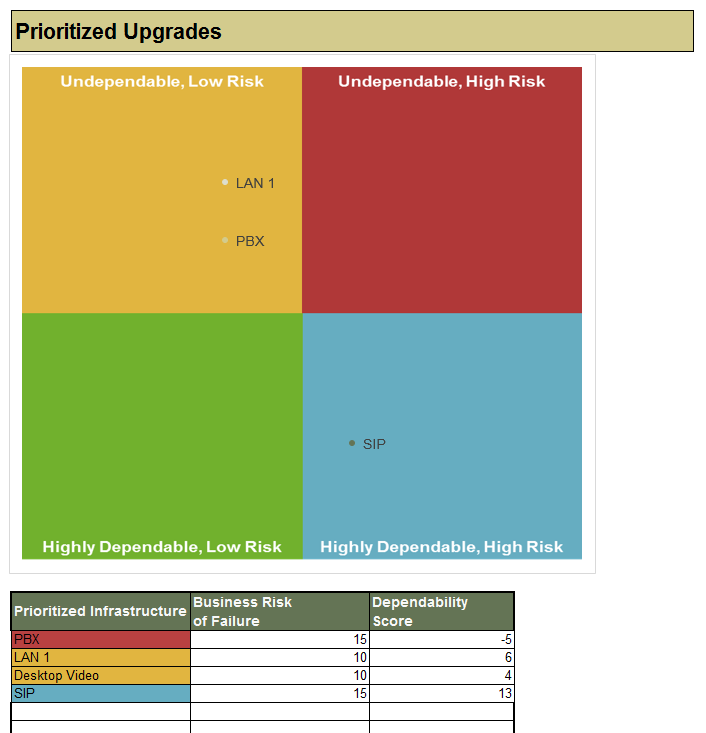 Prioritized Upgrades
Undependable, Low Risk
Undependable, High Risk
LAN 1
PBX
SIP
Highly Dependable, Low Risk
Highly Dependable, High Risk
Prioritized Infrastructure
Business Risk
of Failure
Dependability
Score
PBX 15 -5
LAN 1 10 6
Desktop Video 10 4
SIP 15 13